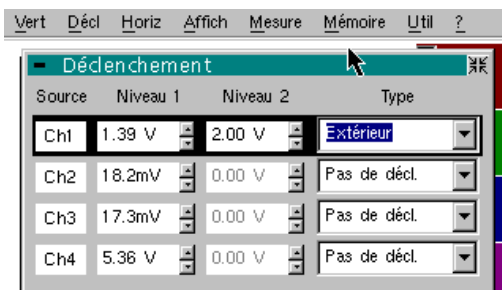 Vert Décl Horiz Affich Mesure Mémoire Util ?
Déclenchement
Source Niveau 1 Niveau 2 Type
Ch1 1.39 V 2.00 V Extérieur
Ch2 18.2mV 0.00 V Pas de décl.
Ch3 17.3mV 0.00 V Pas de décl.
Ch4 5.36 V 0.00 V Pas de décl.